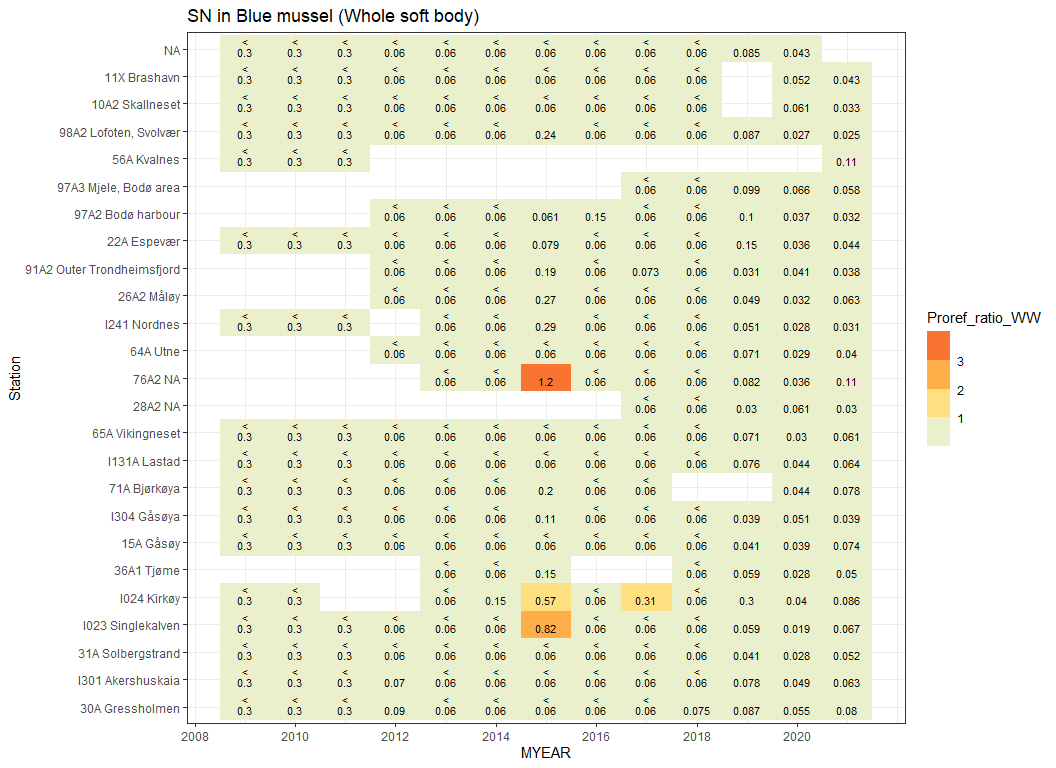 SN in Blue mussel (Whole soft body)
< < < < < < < < < <
NA 0.3 0.3 0.3 0.06 0.06 0.06 0.06 0.06 0.06 0.06 0.085 0.043
< < < < < < < < < <
11X Brashavn 0.3 0.3 0.3 0.06 0.06 0.06 0.06 0.06 0.06 0.06 0.052 0.043
< < < < < < < < < <
10A2 Skallneset 0.3 0.3 0.3 0.06 0.06 0.06 0.06 0.06 0.06 0.06 0.061 0.033
< < < < < < < < <
98A2 Lofoten, Svolvær 0.3 0.3 0.3 0.06 0.06 0.06 0.24 0.06 0.06 0.06 0.087 0.027 0.025
< < <
56A Kvalnes 0.3 0.3 0.3 0.11
< <
97A3 Mjele, Bodø area 0.06 0.06 0.099 0.066 0.058
< < < < <
97A2 Bodø harbour 0.06 0.06 0.06 0.061 0.15 0.06 0.06 0.1 0.037 0.032
< < < < < < < < <
22A Espevær 0.3 0.3 0.3 0.06 0.06 0.06 0.079 0.06 0.06 0.06 0.15 0.036 0.044
< < < < <
91A2 Outer Trondheimsfjord 0.06 0.06 0.06 0.19 0.06 0.073 0.06 0.031 0.041 0.038
< < < < < <
26A2 Måløy 0.06 0.06 0.06 0.27 0.06 0.06 0.06 0.049 0.032 0.063
< < < < < < < <
I241 Nordnes 0.3 0.3 0.3 0.06 0.06 0.29 0.06 0.06 0.06 0.051 0.028 0.031
< < < < < < <
64A Utne 0.06 0.06 0.06 0.06 0.06 0.06 0.06 0.071 0.029 0.04
< < < < <
76A2 NA 0.06 0.06 1.2 0.06 0.06 0.06 0.082 0.036 0.11
< <
28A2 NA 0.06 0.06 0.03 0.061 0.03
< < < < < < < < < <
65A Vikingneset 0.3 0.3 0.3 0.06 0.06 0.06 0.06 0.06 0.06 0.06 0.071 0.03 0.061
< < < < < < < < < <
I131A Lastad 0.3 0.3 0.3 0.06 0.06 0.06 0.06 0.06 0.06 0.06 0.076 0.044 0.064
< < < < < < < <
71A Bjørkøya 0.3 0.3 0.3 0.06 0.06 0.06 0.2 0.06 0.06 0.044 0.078
< < < < < < < < <
I304 Gåsøya 0.3 0.3 0.3 0.06 0.06 0.06 0.11 0.06 0.06 0.06 0.039 0.051 0.039
< < < < < < < < < <
15A Gåsøy 0.3 0.3 0.3 0.06 0.06 0.06 0.06 0.06 0.06 0.06 0.041 0.039 0.074
< < <
36A1 Tjøme 0.06 0.06 0.15 0.06 0.059 0.028 0.05
< < < < <
I024 Kirkøy 0.3 0.3 0.06 0.15 0.57 0.06 0.31 0.06 0.3 0.04 0.086
< < < < < < < < <
I023 Singlekalven 0.3 0.3 0.3 0.06 0.06 0.06 0.82 0.06 0.06 0.06 0.059 0.019 0.067
< < < < < < < < < <
31A Solbergstrand 0.3 0.3 0.3 0.06 0.06 0.06 0.06 0.06 0.06 0.06 0.041 0.028 0.052
< < < < < < < < <
I301 Akershuskaia 0.3 0.3 0.3 0.07 0.06 0.06 0.06 0.06 0.06 0.06 0.078 0.049 0.063
< < < < < < < <
30A Gressholmen 0.3 0.3 0.3 0.09 0.06 0.06 0.06 0.06 0.06 0.075 0.087 0.055 0.08
2008 2010 2012 2014 2016 2018 2020
MYEAR
Station
Proref_ratio_WW
3
2
1